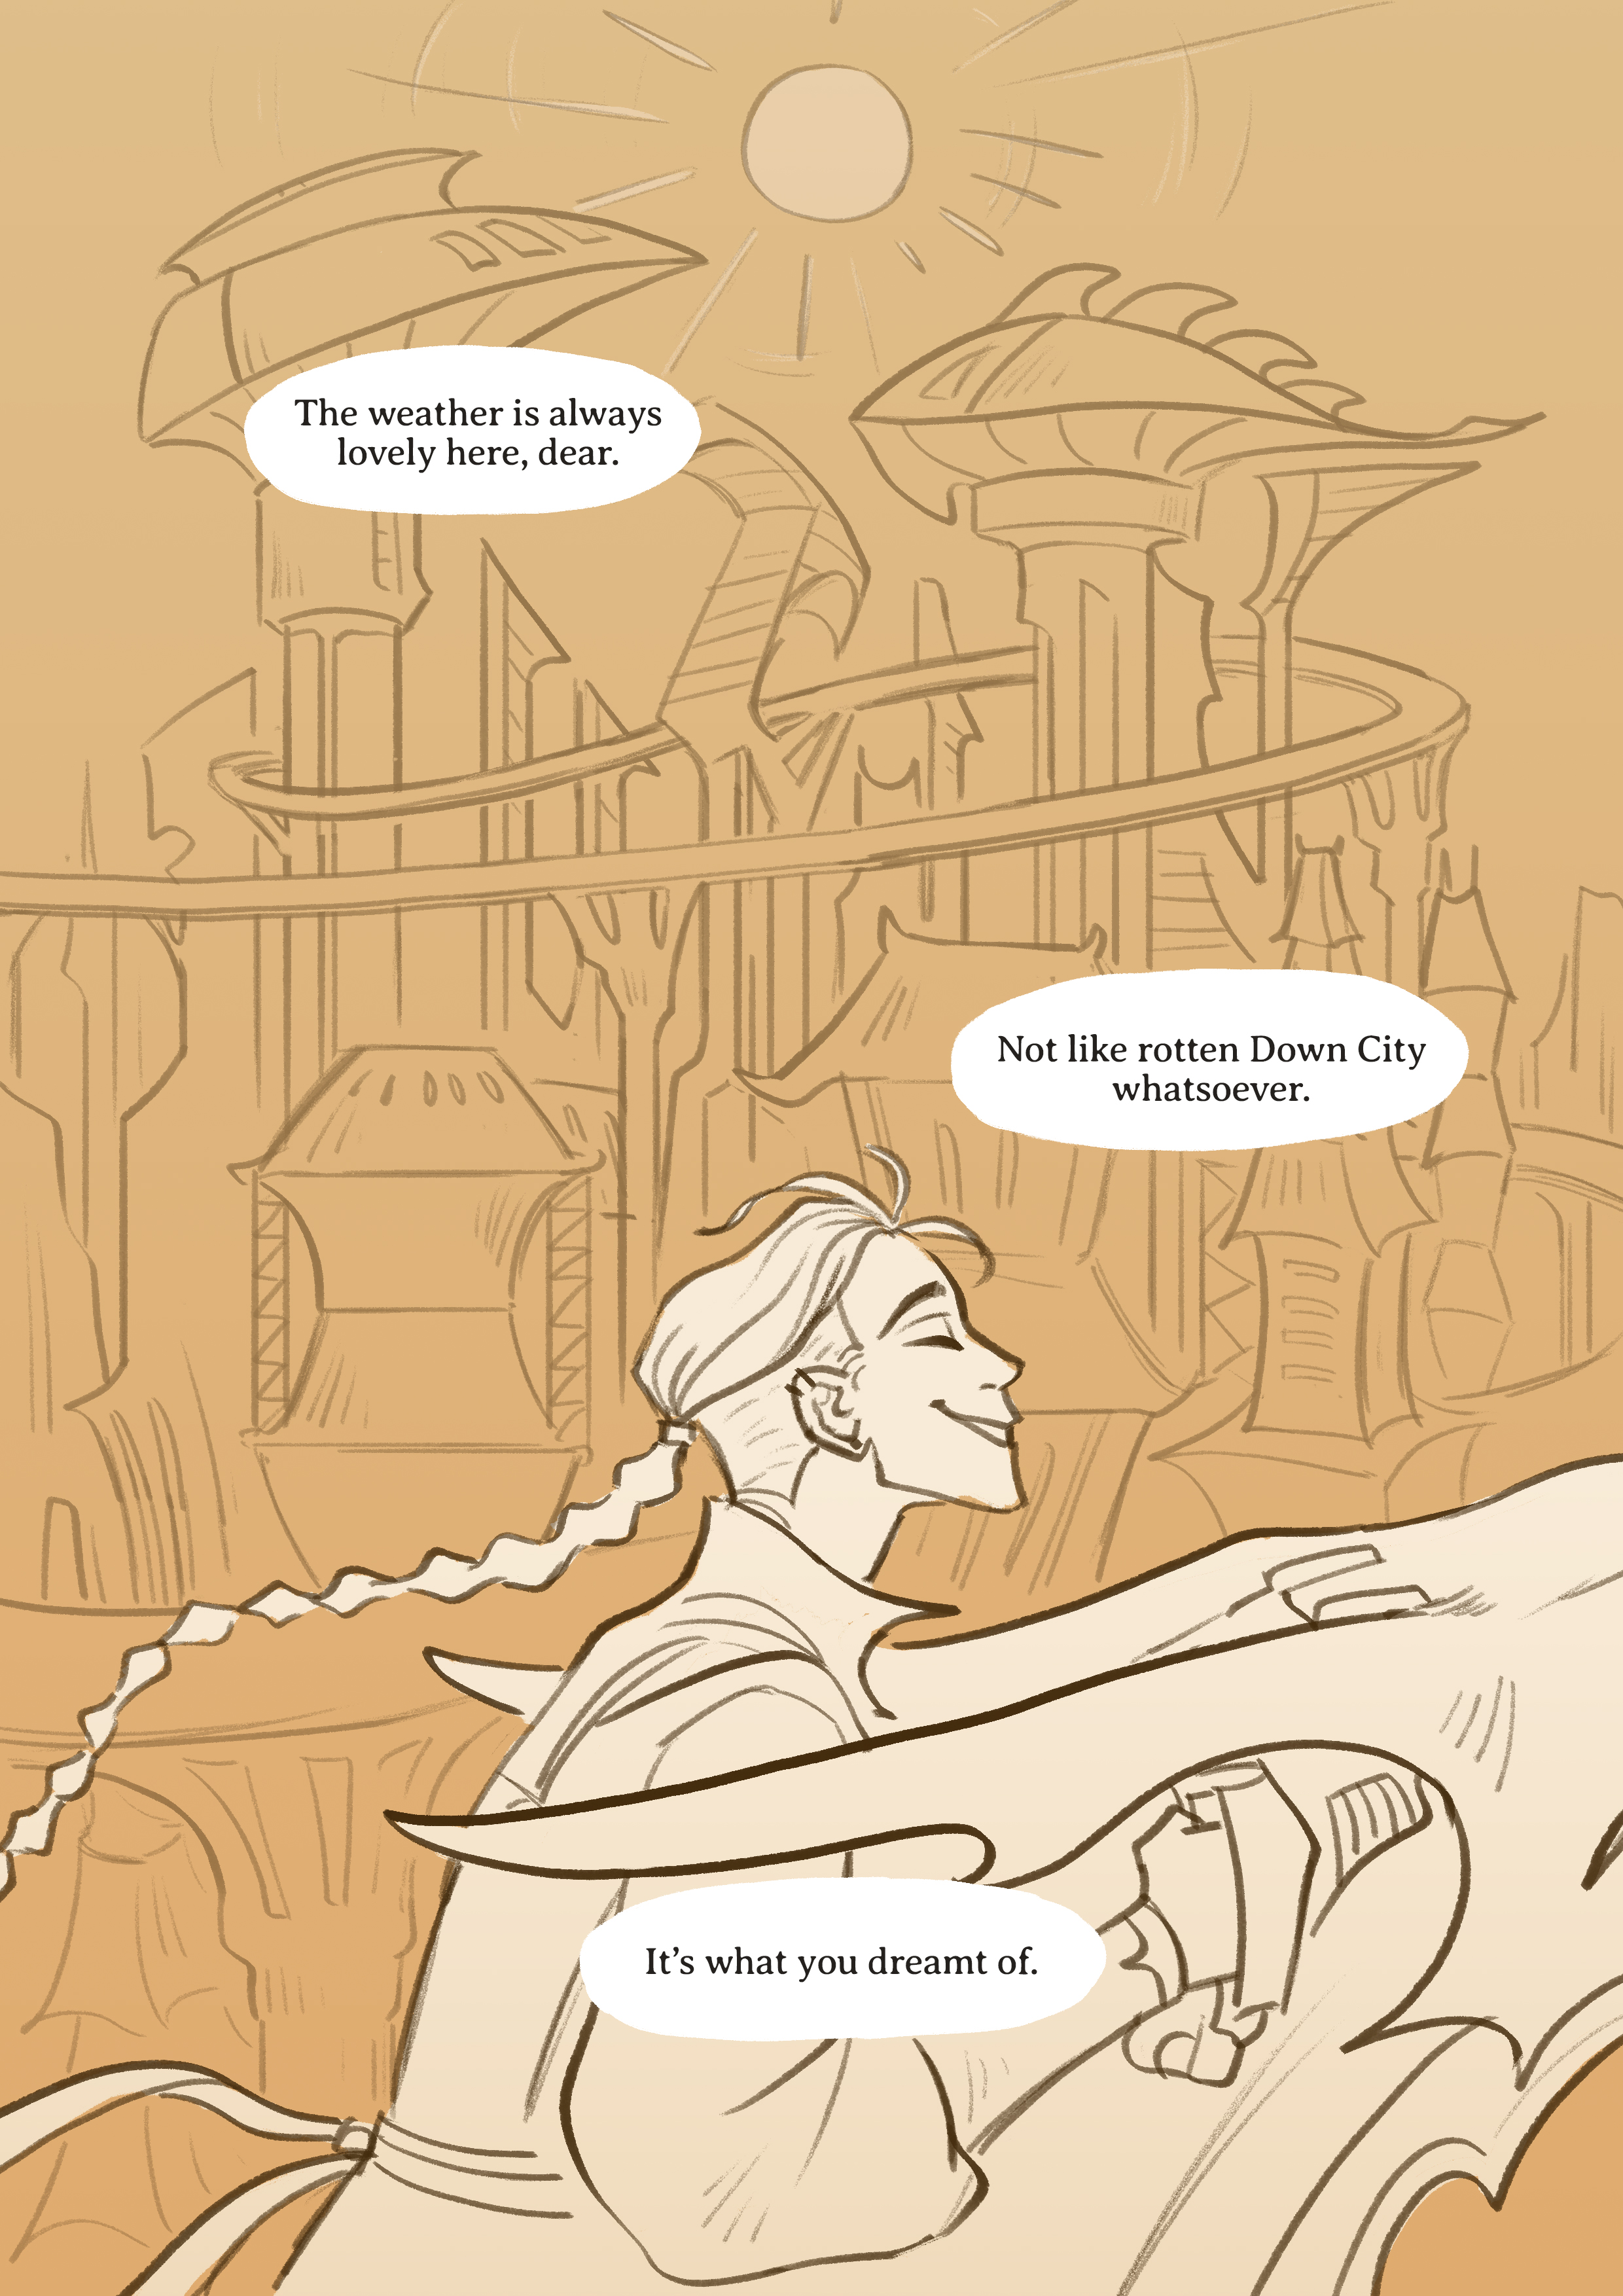 The weather is always
lovely here, dear.
Not like rotten Down City
whatsoever.
It's what you dreamt of.